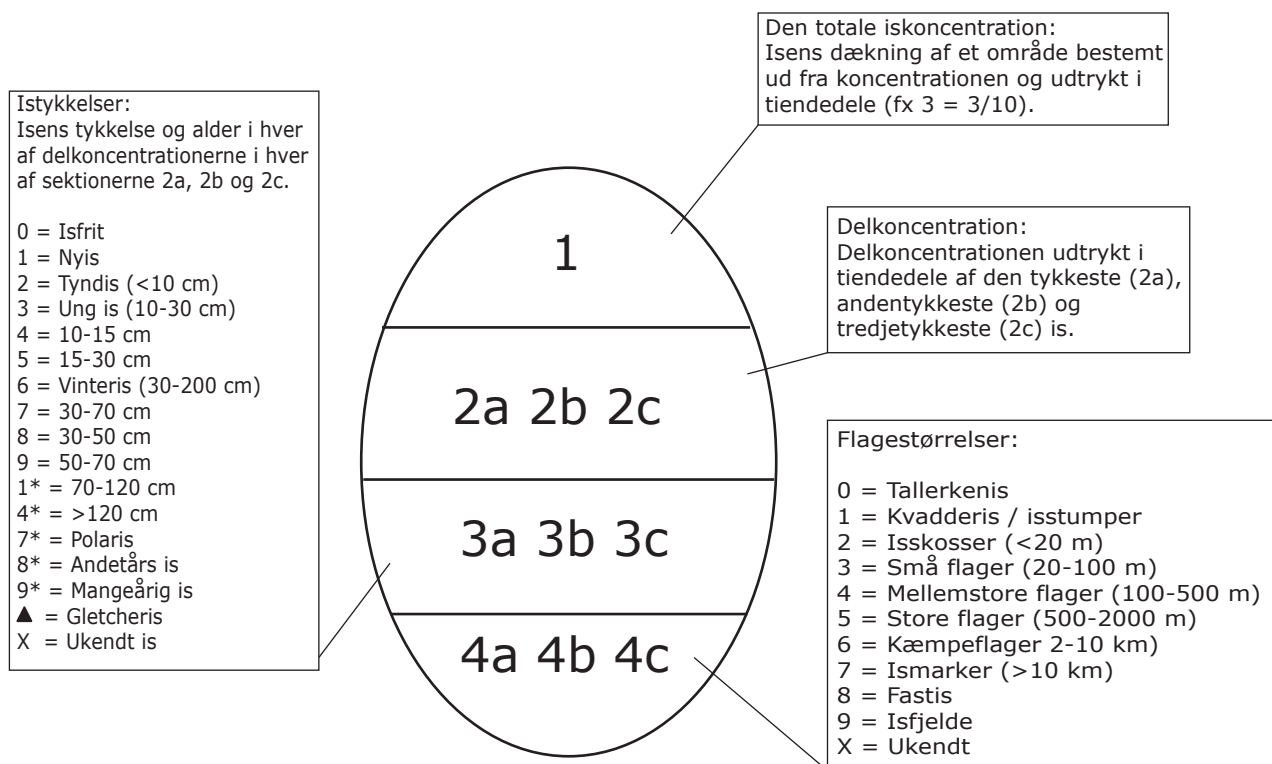 Den totale iskoncentration:
Isens dækning af et område bestemt
ud fra koncentrationen og udtrykt i
tiendedele (fx 3 = 3/10).
Istykkelser:
Isens tykkelse og alder i hver
af delkoncentrationerne i hver
af sektionerne 2a, 2b og 2c.
0 = Isfrit
1 = Nyis
2 = Tyndis (<10 cm)
3 = Ung is (10-30 cm)
4 = 10-15 cm
5 = 15-30 cm
6 = Vinteris (30-200 cm)
7 = 30-70 cm
8 = 30-50 cm
9 = 50-70 cm
1* = 70-120 cm
4* = >120 cm
7* = Polaris
8* = Andetårs is
9* = Mangeårig is
▲ = Gletcheris
X = Ukendt is
1
2a 2b 2c
3a 3b 3c
4a 4b 4c
Delkoncentration:
Delkoncentrationen udtrykt i
tiendedele af den tykkeste (2a),
andentykkeste (2b) og
tredjetykkeste (2c) is.
Flagestørrelser:
0 = Tallerkenis
1 = Kvadderis / isstumper
2 = Isskosser (<20 m)
3 = Små flager (20-100 m)
4 = Mellemstore flager (100-500 m)
5 = Store flager (500-2000 m)
6 = Kæmpeflager 2-10 km)
7 = Ismarker (>10 km)
8 = Fastis
9 = Isfjelde
X = Ukendt